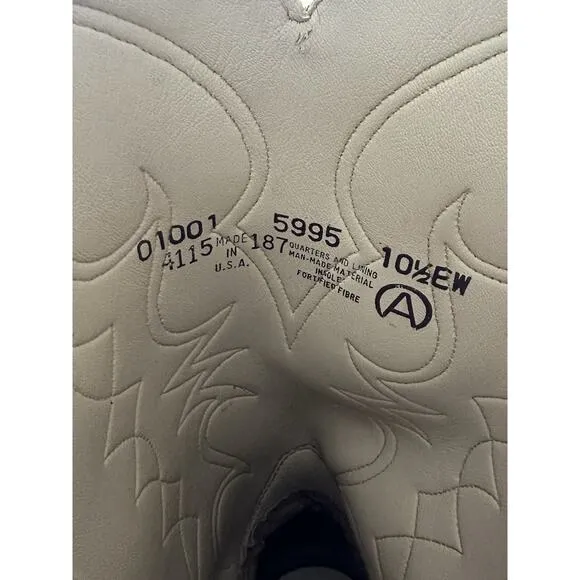 01001
4115
MADE
IN
U.S.A.
5995
187
QUARTERS AND LINING
MAN-MADE MATERIAL
INSOLE
FORTIFIED FIBRE
10½EW
A